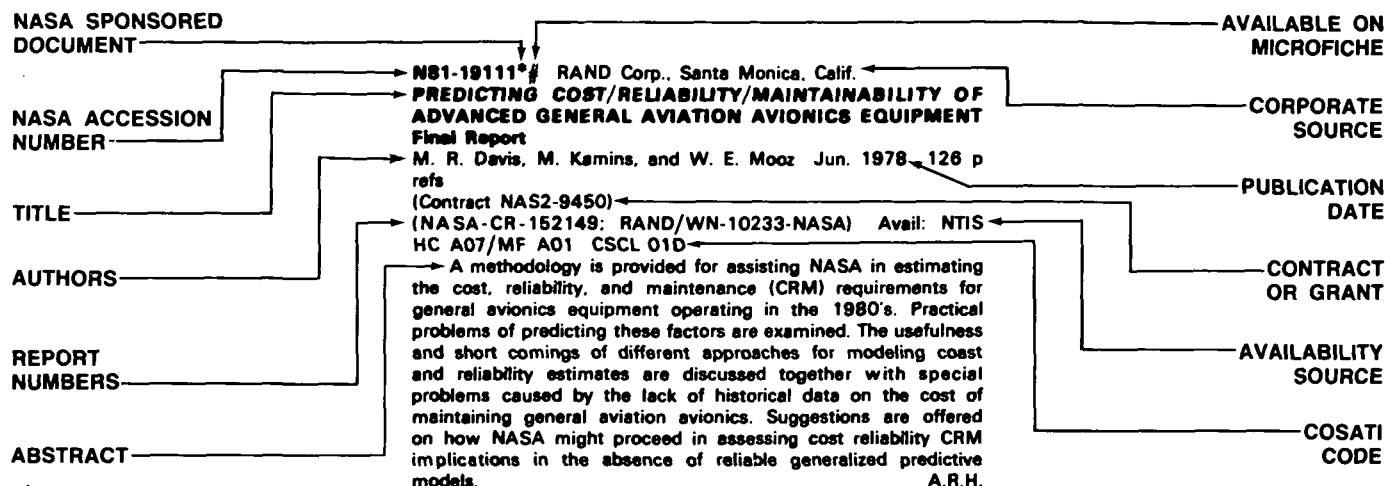 NASA SPONSORED
DOCUMENT
AVAILABLE ON
MICROFICHE
NASA ACCESSION
NUMBER
CORPORATE
SOURCE
TITLE
PUBLICATION
DATE
AUTHORS
CONTRACT
OR GRANT
REPORT
NUMBERS
AVAILABILITY
SOURCE
ABSTRACT
COSATI
CODE
N81-19111*# RAND Corp., Santa Monica, Calif.
PREDICTING COST/RELIABILITY/MAINTAINABILITY OF
ADVANCED GENERAL AVIATION AVIONICS EQUIPMENT
Final Report
M. R. Davis, M. Kamins, and W. E. Mooz Jun. 1978 126 p
refs
(Contract NAS2-9450)
(NASA-CR-152149; RAND/WN-10233-NASA) Avail: NTIS
HC A07/MF A01 CSCL 01D
A methodology is provided for assisting NASA in estimating
the cost, reliability, and maintenance (CRM) requirements for
general avionics equipment operating in the 1980's. Practical
problems of predicting these factors are examined. The usefulness
and short comings of different approaches for modeling coast
and reliability estimates are discussed together with special
problems caused by the lack of historical data on the cost of
maintaining general aviation avionics. Suggestions are offered
on how NASA might proceed in assessing cost reliability CRM
implications in the absence of reliable generalized predictive
models. A.R.H.